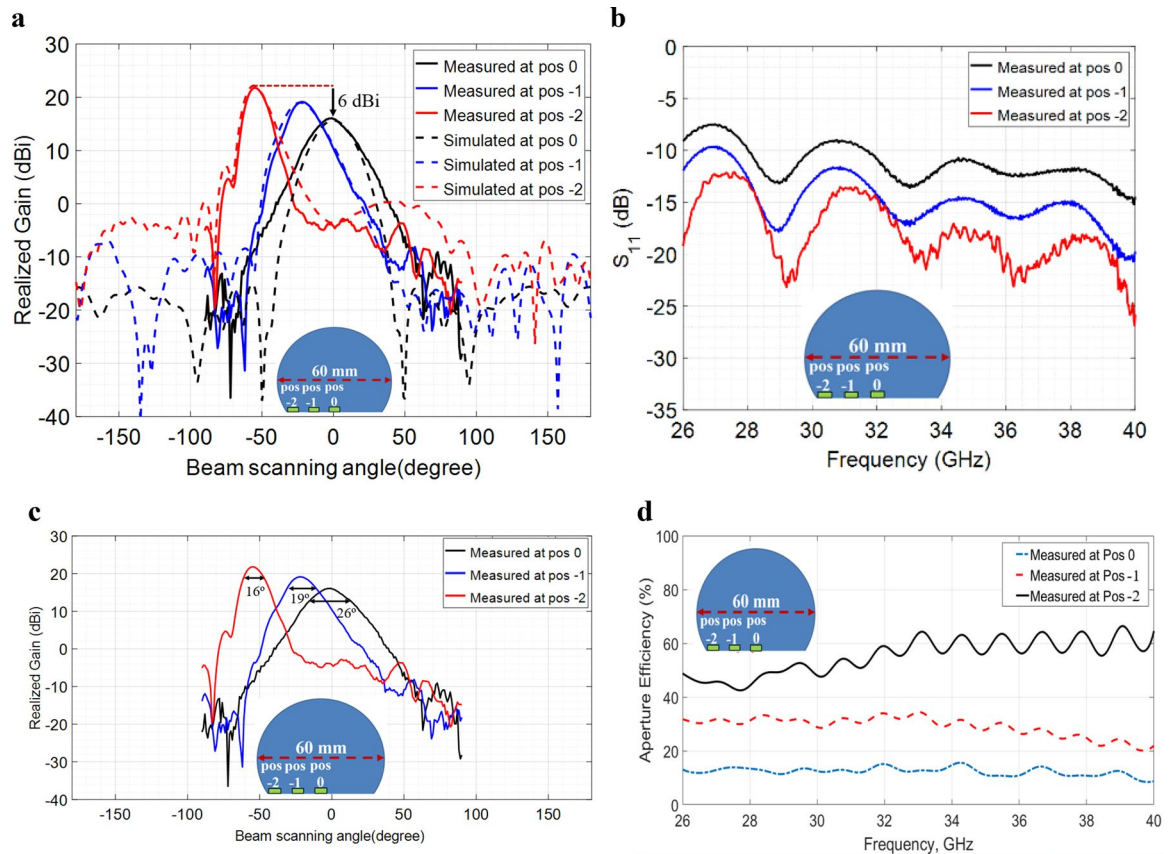 a
30
20
10
0
-10
-20
-30
-40
Realized Gain (dBi)
-150 -100 -50 0 50 100 150
Beam scanning angle(degree)
6 dBi
Measured at pos 0
Measured at pos -1
Measured at pos -2
Simulated at pos 0
Simulated at pos -1
Simulated at pos -2
60 mm
pos pos pos
-2 -1 0
b
0
-5
-10
-15
-20
-25
-30
-35
S11 (dB)
26 28 30 32 34 36 38 40
Frequency (GHz)
Measured at pos 0
Measured at pos -1
Measured at pos -2
60 mm
pos pos pos
-2 -1 0
c
30
20
10
0
-10
-20
-30
-40
Realized Gain (dBi)
-150 -100 -50 0 50 100 150
Beam scanning angle(degree)
16º 19º 26º
Measured at pos 0
Measured at pos -1
Measured at pos -2
60 mm
pos pos pos
-2 -1 0
d
100
80
60
40
20
0
Aperture Efficiency (%)
26 28 30 32 34 36 38 40
Frequency, GHz
Measured at Pos 0
Measured at Pos -1
Measured at Pos -2
60 mm
pos pos pos
-2 -1 0